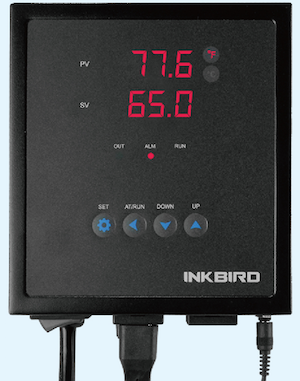 PV 77.6 °F
SV 65.0
OUT ALM RUN
SET AT/RUN DOWN UP
INKBIRD